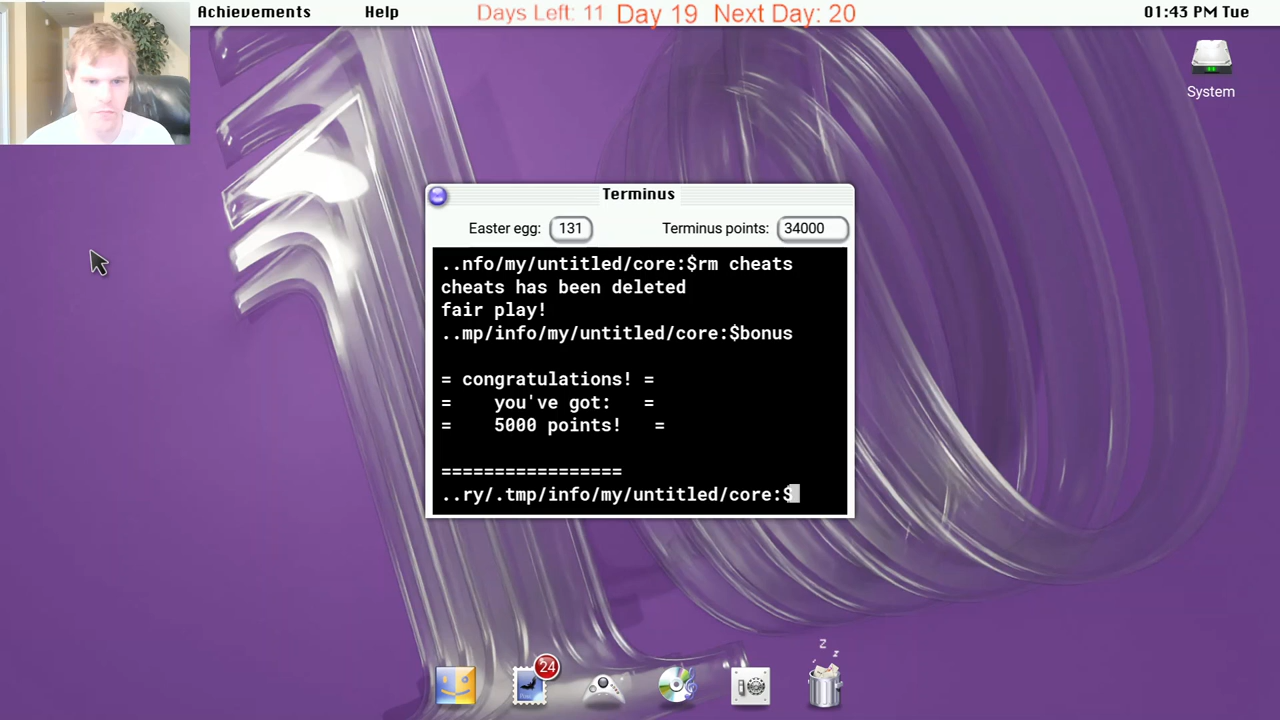 Achievements Help Days Left: 11 Day 19 Next Day: 20 01:43 PM Tue
System
Terminus
Easter egg: 131 Terminus points: 34000
..nfo/my/untitled/core:$rm cheats
cheats has been deleted
fair play!
..mp/info/my/untitled/core:$bonus
= congratulations! =
= you've got: =
= 5000 points! =
=================
..ry/.tmp/info/my/untitled/core:$
z z
Z
24